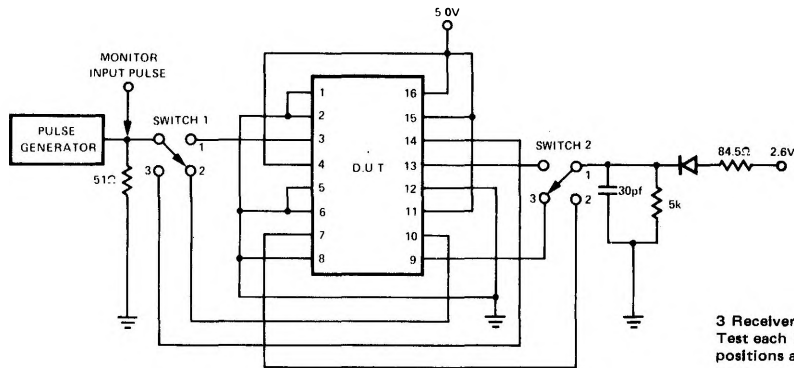 5 0V
MONITOR
INPUT PULSE
PULSE
GENERATOR
SWITCH 1
51Ω
1
2
3
1
2
3
4
5
6
7
8
D.U T
16
15
14
13
12
11
10
9
SWITCH 2
1
2
3
30pf
5k
84.5Ω
2.6V
3 Receiver
Test each
positions a